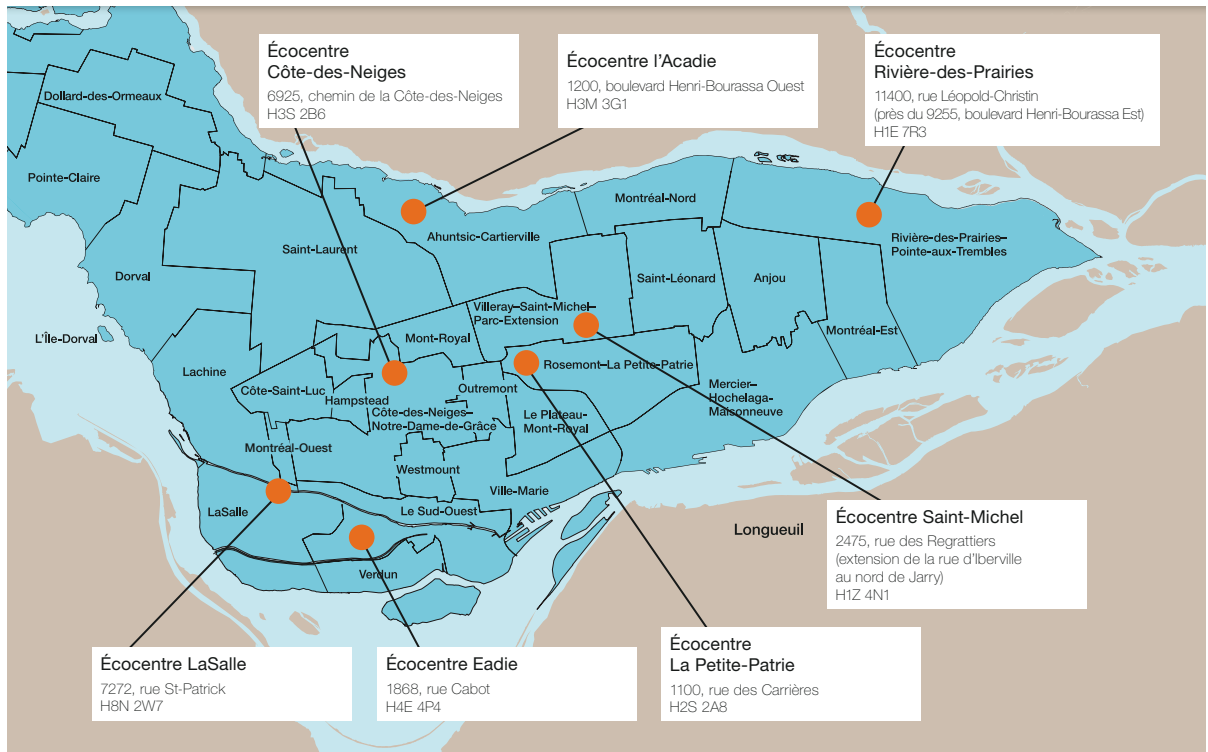 Écocentre
Côte-des-Neiges
6925, chemin de la Côte-des-Neiges
H3S 2B6
Écocentre l'Acadie
1200, boulevard Henri-Bourassa Ouest
H3M 3G1
Écocentre
Rivière-des-Prairies
11400, rue Léopold-Christin
(près du 9255, boulevard Henri-Bourassa Est)
H1E 7R3
Dollard-des-Ormeaux
Pointe-Claire
Montréal-Nord
Ahuntsic-Cartierville
Rivière-des-Prairies–
Pointe-aux-Trembles
Saint-Laurent
Dorval
Saint-Léonard
Anjou
Villeray–Saint-Michel–
Parc-Extension
Montréal-Est
L'Île-Dorval
Mont-Royal
Lachine
Rosemont–La Petite-Patrie
Côte-Saint-Luc
Hampstead
Outremont
Mercier–
Hochelaga-
Maisonneuve
Côte-des-Neiges–
Notre-Dame-de-Grâce
Le Plateau-
Mont-Royal
Montréal-Ouest
Westmount
Ville-Marie
LaSalle
Le Sud-Ouest
Verdun
Longueuil
Écocentre Saint-Michel
2475, rue des Regrattiers
(extension de la rue d'Iberville
au nord de Jarry)
H1Z 4N1
Écocentre LaSalle
7272, rue St-Patrick
H8N 2W7
Écocentre Eadie
1868, rue Cabot
H4E 4P4
Écocentre
La Petite-Patrie
1100, rue des Carrières
H2S 2A8